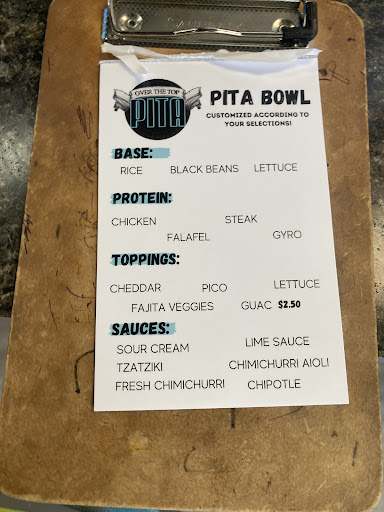 OVER THE TOP
PITA
PITA BOWL
CUSTOMIZED ACCORDING TO
YOUR SELECTIONS!
BASE:
RICE BLACK BEANS LETTUCE
PROTEIN:
CHICKEN STEAK
FALAFEL GYRO
TOPPINGS:
CHEDDAR PICO LETTUCE
FAJITA VEGGIES GUAC $2.50
SAUCES:
SOUR CREAM LIME SAUCE
TZATZIKI CHIMICHURRI AIOLI
FRESH CHIMICHURRI CHIPOTLE